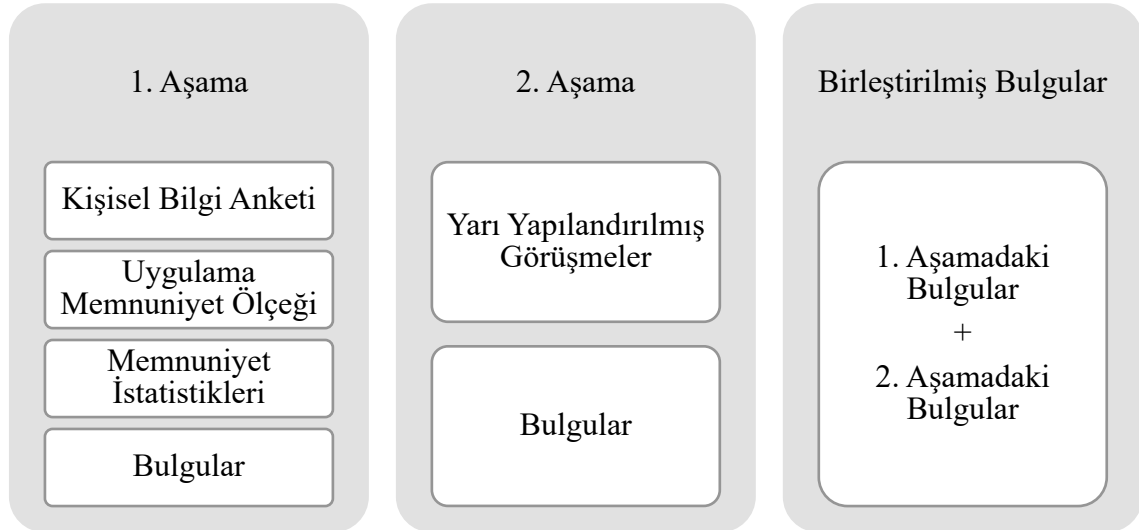 1. Aşama
Kişisel Bilgi Anketi
Uygulama
Memnuniyet Ölçeği
Memnuniyet
İstatistikleri
Bulgular
2. Aşama
Yarı Yapılandırılmış
Görüşmeler
Bulgular
Birleştirilmiş Bulgular
1. Aşamadaki
Bulgular
+
2. Aşamadaki
Bulgular